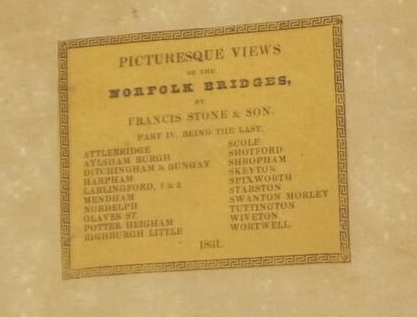 PICTURESQUE VIEWS
OF THE
NORFOLK BRIDGES,
BY
FRANCIS STONE & SON.
PART IV. BEING THE LAST.
ATTLEBRIDGE
AYLSHAM BURGH
DITCHINGHAM & BUNGAY
HARPHAM
LARLINGFORD, 1 & 2
MENDHAM
NORDELPH
OLAVES ST.
POTTER HEIGHAM
RIGHBURGH LITTLE
SCOLE
SHOTFORD
SHROPHAM
SKEYTON
SPIXWORTH
STARSTON
SWANTON MORLEY
TUTTINGTON
WIVETON
WORTWELL.
1831.